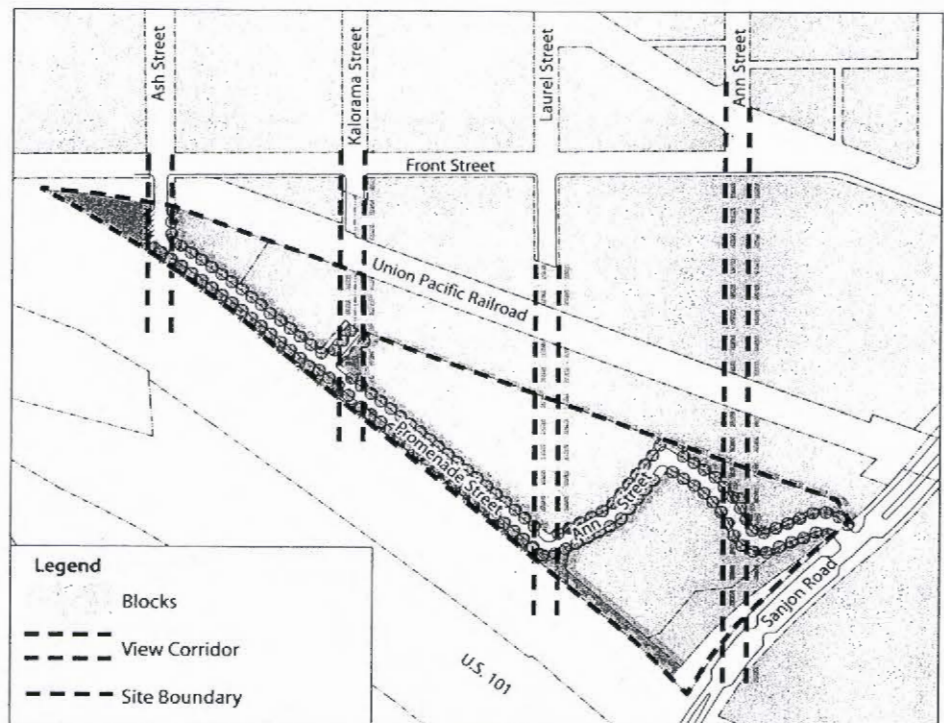 Ash Street
Kalorama Street
Laurel Street
Ann Street
Front Street
Union Pacific Railroad
Promenade Street
Ann Street
Sanjon Road
U.S. 101
Legend
Blocks
View Corridor
Site Boundary